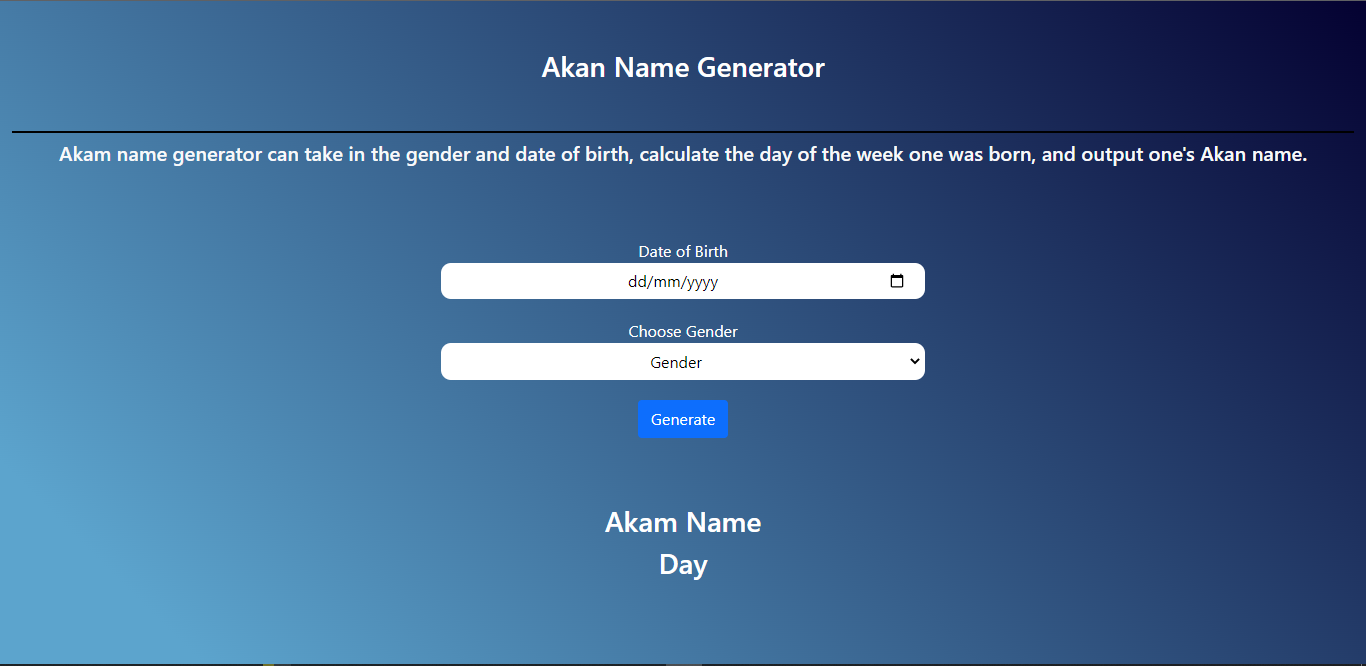 Akan Name Generator
Akam name generator can take in the gender and date of birth, calculate the day of the week one was born, and output one's Akan name.
Date of Birth
dd/mm/yyyy
Choose Gender
Gender
Generate
Akam Name
Day